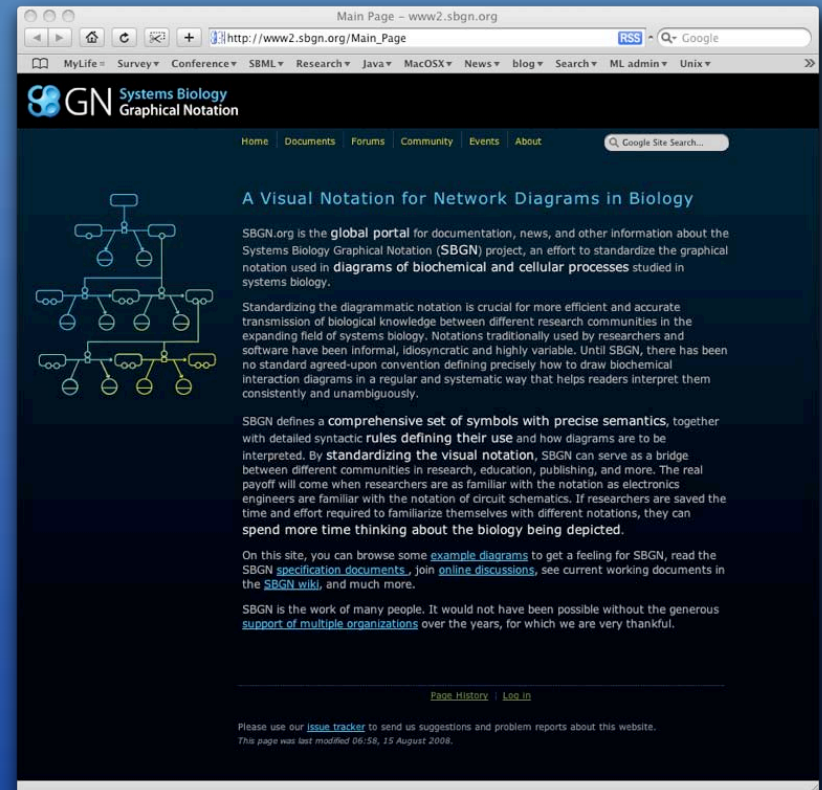 Main Page – www2.sbgn.org
http://www2.sbgn.org/Main_Page
RSS
Google
MyLife Survey Conference SBML Research Java MacOSX News blog Search ML admin Unix
GN Systems Biology
Graphical Notation
Home Documents Forums Community Events About
Google Site Search...
A Visual Notation for Network Diagrams in Biology
SBGN.org is the global portal for documentation, news, and other information about the
Systems Biology Graphical Notation (SBGN) project, an effort to standardize the graphical
notation used in diagrams of biochemical and cellular processes studied in
systems biology.
Standardizing the diagrammatic notation is crucial for more efficient and accurate
transmission of biological knowledge between different research communities in the
expanding field of systems biology. Notations traditionally used by researchers and
software have been informal, idiosyncratic and highly variable. Until SBGN, there has been
no standard agreed-upon convention defining precisely how to draw biochemical
interaction diagrams in a regular and systematic way that helps readers interpret them
consistently and unambiguously.
SBGN defines a comprehensive set of symbols with precise semantics, together
with detailed syntactic rules defining their use and how diagrams are to be
interpreted. By standardizing the visual notation, SBGN can serve as a bridge
between different communities in research, education, publishing, and more. The real
payoff will come when researchers are as familiar with the notation as electronics
engineers are familiar with the notation of circuit schematics. If researchers are saved the
time and effort required to familiarize themselves with different notations, they can
spend more time thinking about the biology being depicted.
On this site, you can browse some example diagrams to get a feeling for SBGN, read the
SBGN specification documents , join online discussions, see current working documents in
the SBGN wiki, and much more.
SBGN is the work of many people. It would not have been possible without the generous
support of multiple organizations over the years, for which we are very thankful.
Page History Log in
Please use our issue tracker to send us suggestions and problem reports about this website.
This page was last modified 06:58, 15 August 2008.